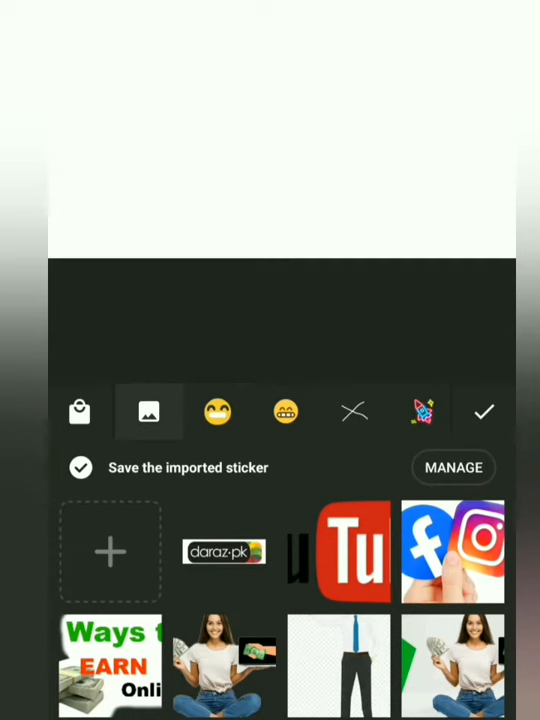 Save the imported sticker
MANAGE
daraz.pk
Tu
Ways t
EARN
Onli